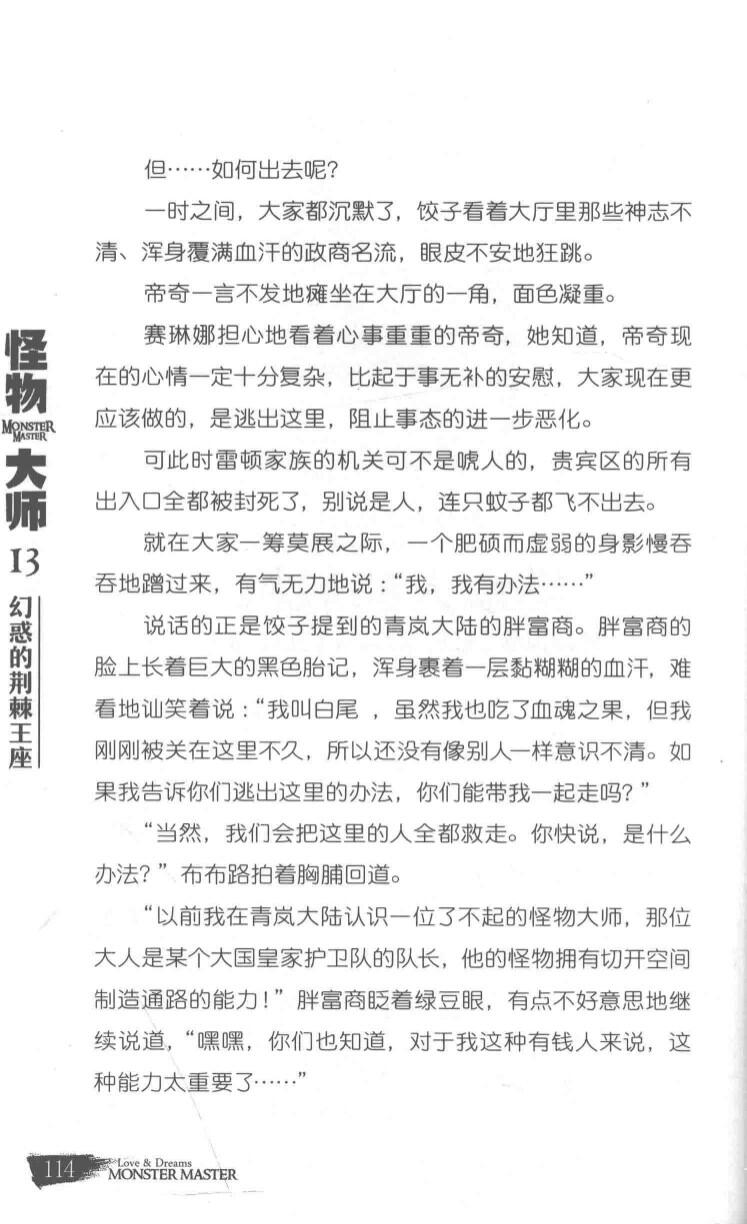 但……如何出去呢?
一时之间，大家都沉默了，饺子看着大厅里那些神志不
清、浑身覆满血汗的政商名流，眼皮不安地狂跳。
帝奇一言不发地瘫坐在大厅的一角，面色凝重。
赛琳娜担心地看着心事重重的帝奇，她知道，帝奇现
在的心情一定十分复杂，比起于事无补的安慰，大家现在更
应该做的，是逃出这里，阻止事态的进一步恶化。
可此时雷顿家族的机关可不是唬人的，贵宾区的所有
出入口全都被封死了，别说是人，连只蚊子都飞不出去。
就在大家一筹莫展之际，一个肥硕而虚弱的身影慢吞
吞地蹭过来，有气无力地说：“我，我有办法……”
说话的正是饺子提到的青岚大陆的胖富商。胖富商的
脸上长着巨大的黑色胎记，浑身裹着一层黏糊糊的血汗，难
看地讪笑着说：“我叫白尾 ，虽然我也吃了血魂之果，但我
刚刚被关在这里不久，所以还没有像别人一样意识不清。如
果我告诉你们逃出这里的办法，你们能带我一起走吗？”
“当然，我们会把这里的人全都救走。你快说，是什么
办法？”布布路拍着胸脯回道。
“以前我在青岚大陆认识一位了不起的怪物大师，那位
大人是某个大国皇家护卫队的队长，他的怪物拥有切开空间
制造通路的能力！”胖富商眨着绿豆眼，有点不好意思地继
续说道，“嘿嘿，你们也知道，对于我这种有钱人来说，这
种能力太重要了……”
怪物
MONSTER
MASTER
大师
13
幻惑的荆棘王座
114
Love & Dreams
MONSTER MASTER